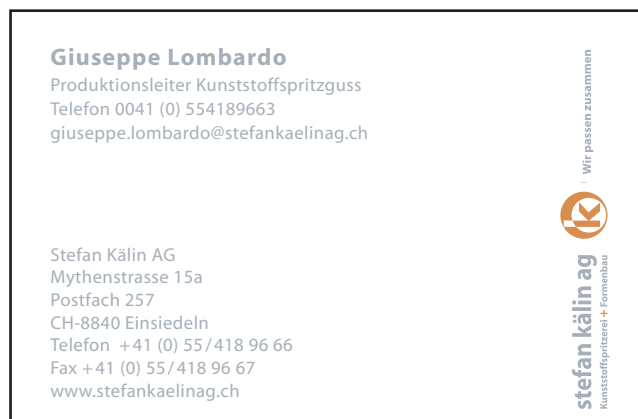 Giuseppe Lombardo
Produktionsleiter Kunststoffspritzguss
Telefon 0041 (0) 554189663
giuseppe.lombardo@stefankaelinag.ch
Stefan Kälin AG
Mythenstrasse 15a
Postfach 257
CH-8840 Einsiedeln
Telefon +41 (0) 55/418 96 66
Fax +41 (0) 55/418 96 67
www.stefankaelinag.ch
stefan kälin ag
Kunststoffspritzerei + Formenbau
k
Wir passen zusammen